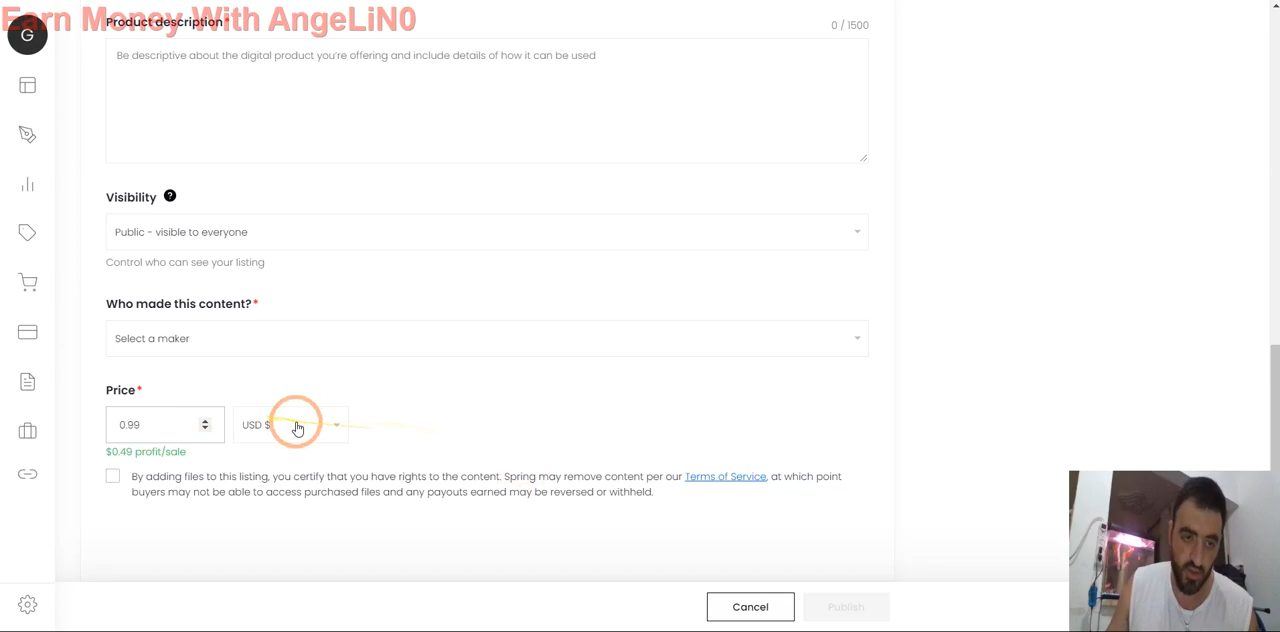 Earn Money With AngeLiN0
G
Product description*
0 / 1500
Be descriptive about the digital product you're offering and include details of how it can be used
Visibility ?
Public - visible to everyone
Control who can see your listing
Who made this content?*
Select a maker
Price*
0.99
USD $
$0.49 profit/sale
By adding files to this listing, you certify that you have rights to the content. Spring may remove content per our Terms of Service, at which point
buyers may not be able to access purchased files and any payouts earned may be reversed or withheld.
Cancel
Publish